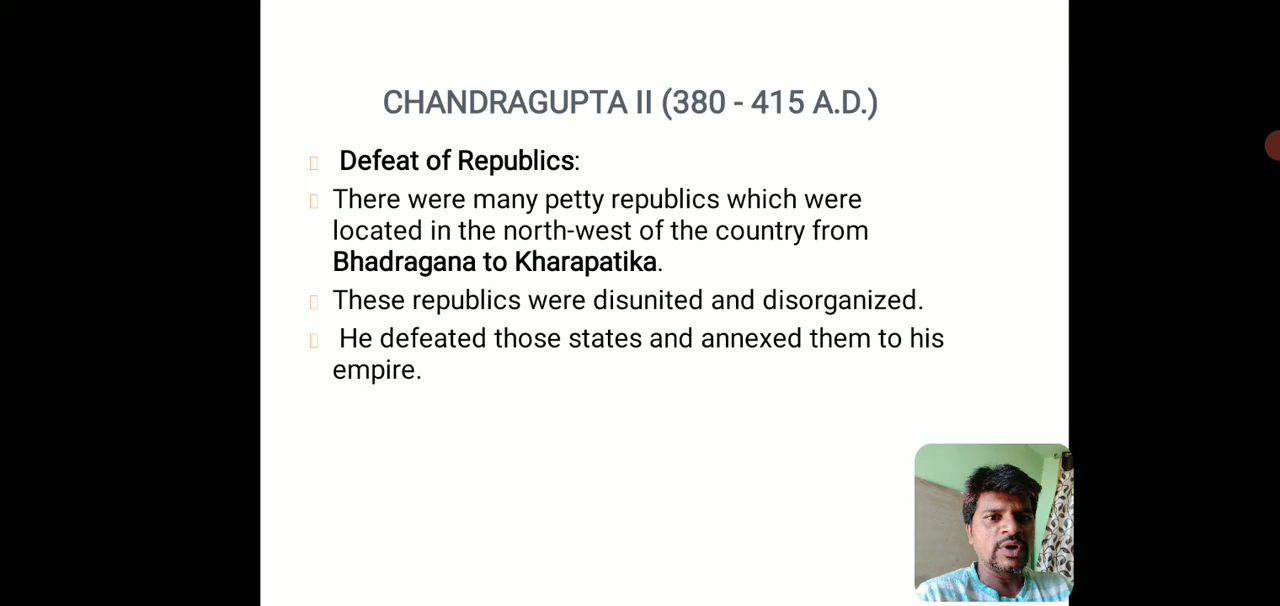 CHANDRAGUPTA II (380 - 415 A.D.)
Defeat of Republics:
There were many petty republics which were
located in the north-west of the country from
Bhadragana to Kharapatika.
These republics were disunited and disorganized.
He defeated those states and annexed them to his
empire.